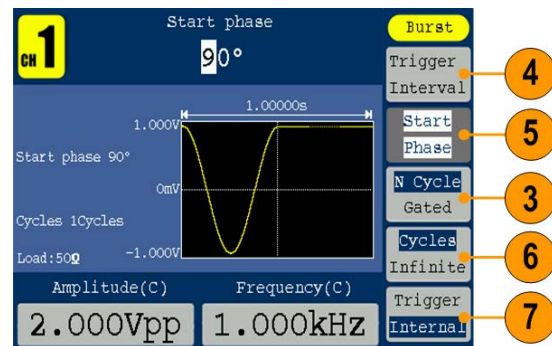 CH 1
Start phase
90°
Burst
Trigger
Interval
4
1.00000s
1.000V
Start
Phase
5
Start phase 90°
0mV
N Cycle
Gated
3
Cycles 1Cycles
Cycles
Infinite
6
Load:50Ω
-1.000V
Amplitude(C)
Frequency(C)
Trigger
Internal
7
2.000Vpp
1.000kHz